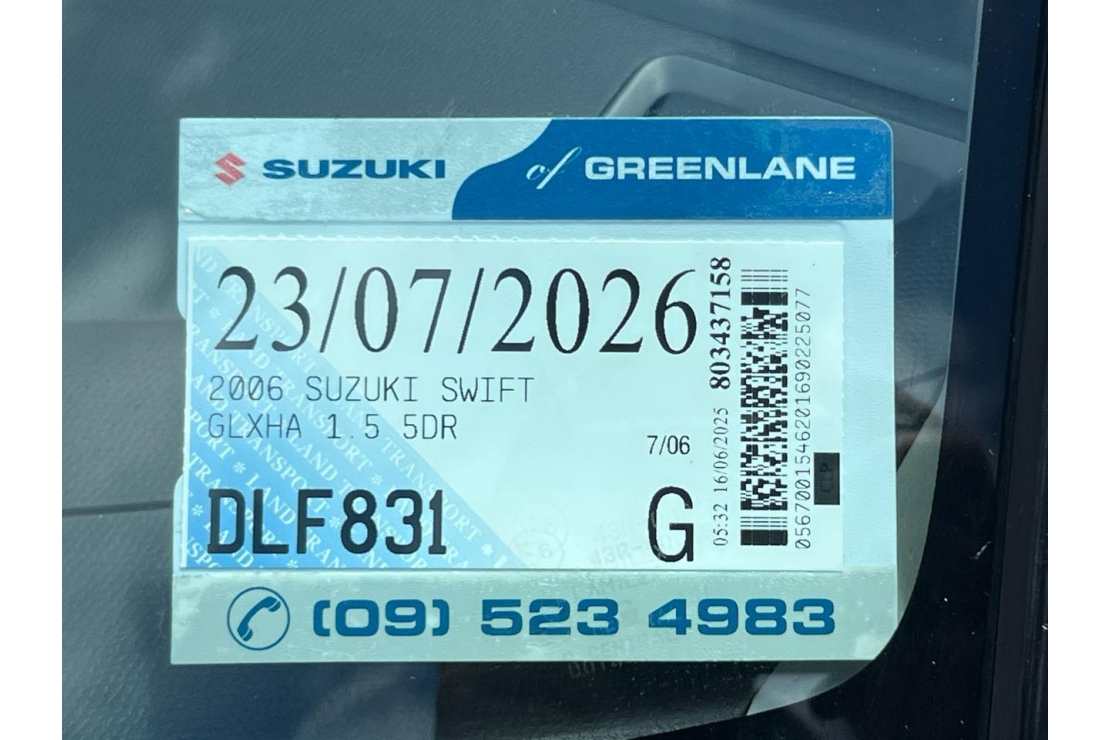 SUZUKI of GREENLANE
23/07/2026
2006 SUZUKI SWIFT
GLXHA 1.5 5DR
7/06
DLF831
G
05:32 16/06/2025 803437158
0567001546201690225077
CLP
(09) 523 4983